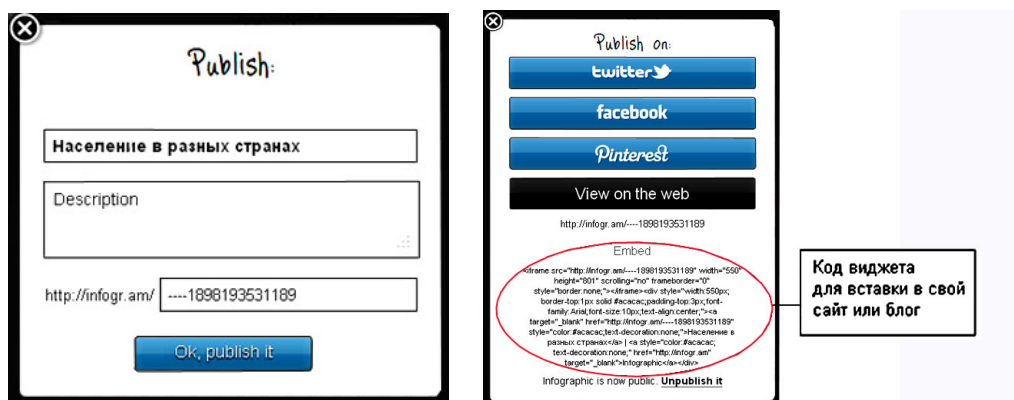 Publish:
Население в разных странах
Description
http://infogr.am/ ----1898193531189
Ok, publish it
Publish on:
twitter
facebook
Pinterest
View on the web
http://infogr.am/----1898193531189
Embed
<iframe src="http://infogr.am/----1898193531189" width="550"
height="801" scrolling="no" frameborder="0"
style="border:none;"></iframe><div style="width:550px;
border-top:1px solid #acacac;padding-top:3px;font-
family:Arial;font-size:10px;text-align:center;"><a
target="_blank" href="http://infogr.am/----1898193531189"
style="color:#acacac;text-decoration:none;">Население в
разных странах</a> | <a style="color:#acacac;
text-decoration:none;" href="http://infogr.am"
target="_blank">Infographic</a></div>
Infographic is now public. Unpublish it
Код виджета
для вставки в свой
сайт или блог